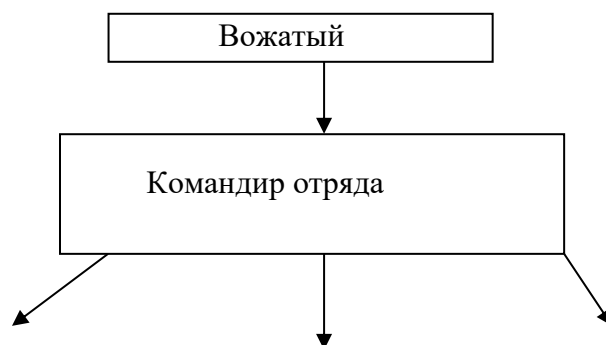 Вожатый
Командир отряда